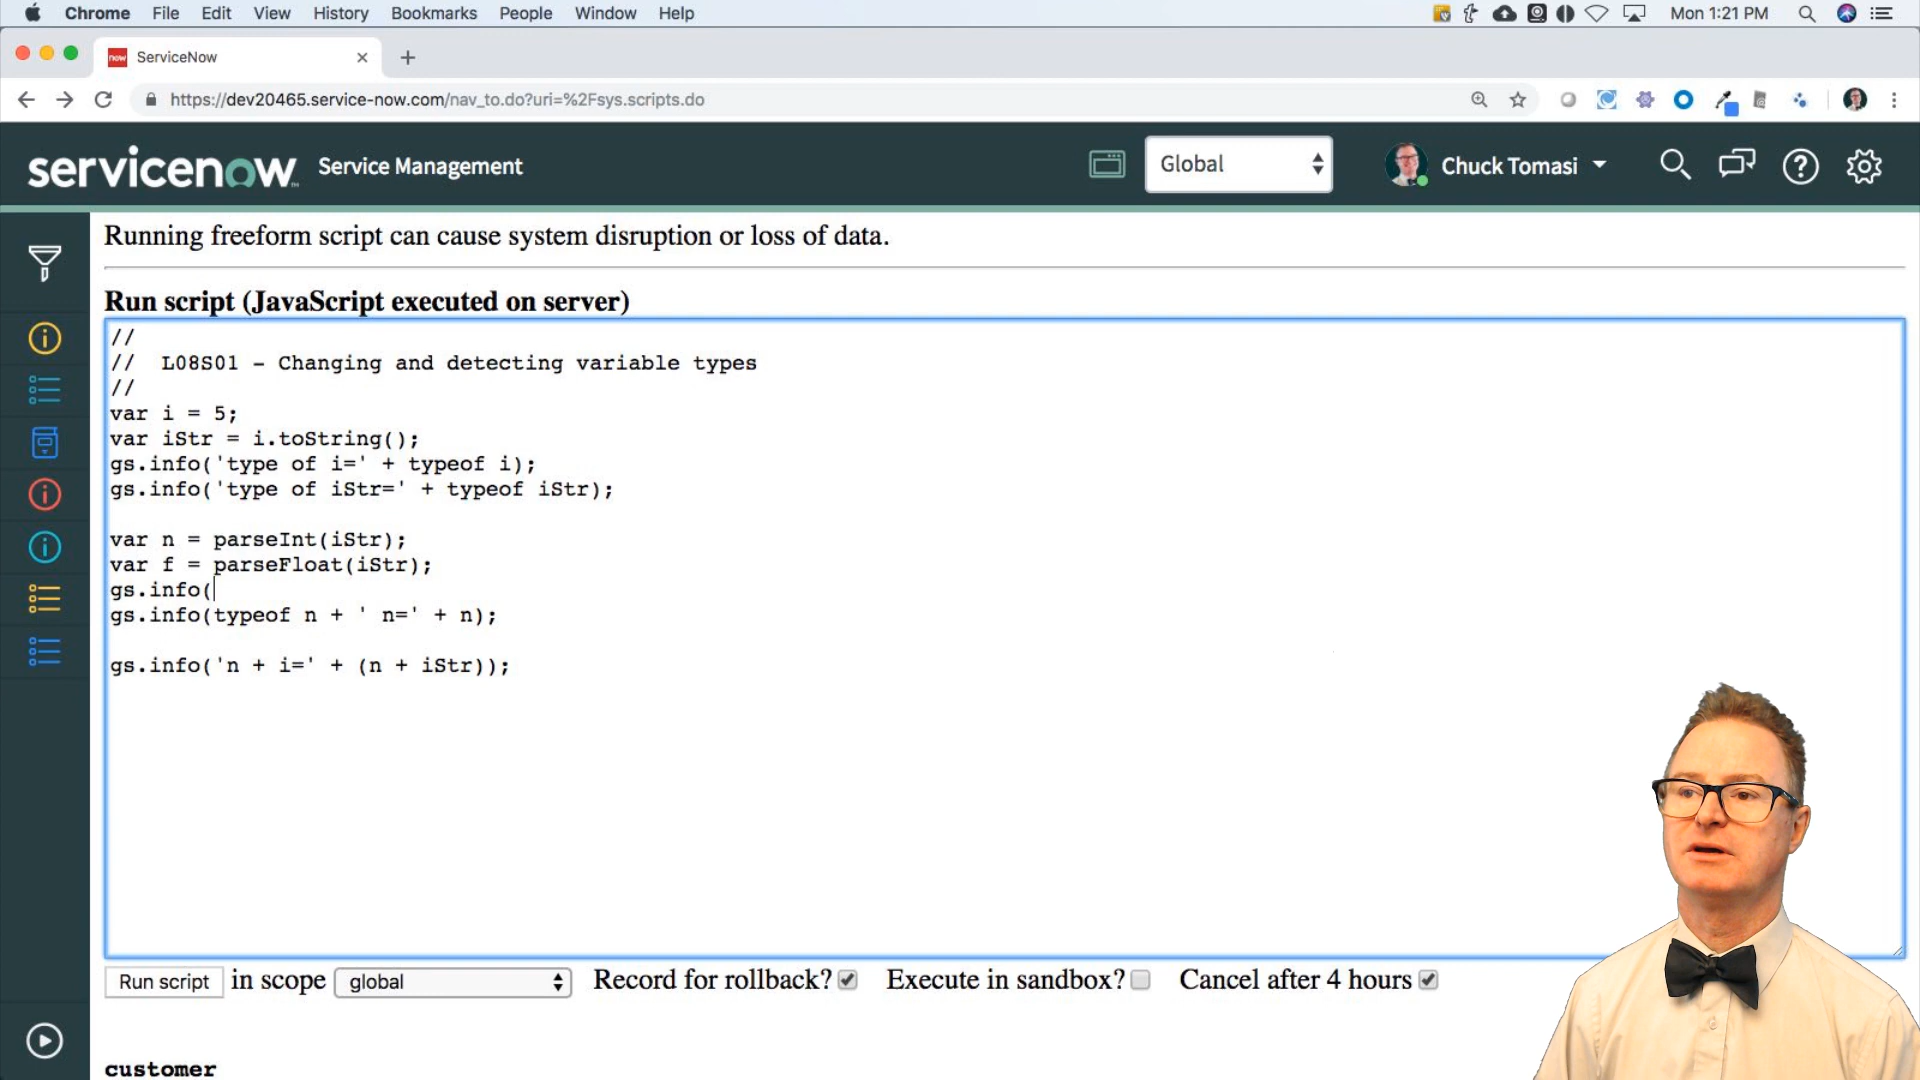 Chrome File Edit View History Bookmarks People Window Help Mon 1:21 PM
now ServiceNow
https://dev20465.service-now.com/nav_to.do?uri=%2Fsys.scripts.do
servicenow Service Management Global Chuck Tomasi
Running freeform script can cause system disruption or loss of data.
Run script (JavaScript executed on server)
//
//  L08S01 - Changing and detecting variable types
//
var i = 5;
var iStr = i.toString();
gs.info('type of i=' + typeof i);
gs.info('type of iStr=' + typeof iStr);
var n = parseInt(iStr);
var f = parseFloat(iStr);
gs.info(
gs.info(typeof n + ' n=' + n);
gs.info('n + i=' + (n + iStr));
Run script in scope global Record for rollback? Execute in sandbox? Cancel after 4 hours
customer